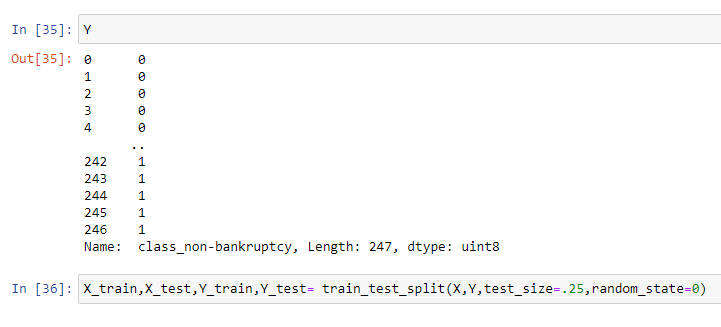 In [35]: Y
Out[35]: 0      0
1      0
2      0
3      0
4      0
..
242    1
243    1
244    1
245    1
246    1
Name:  class_non-bankruptcy, Length: 247, dtype: uint8
In [36]: X_train,X_test,Y_train,Y_test= train_test_split(X,Y,test_size=.25,random_state=0)